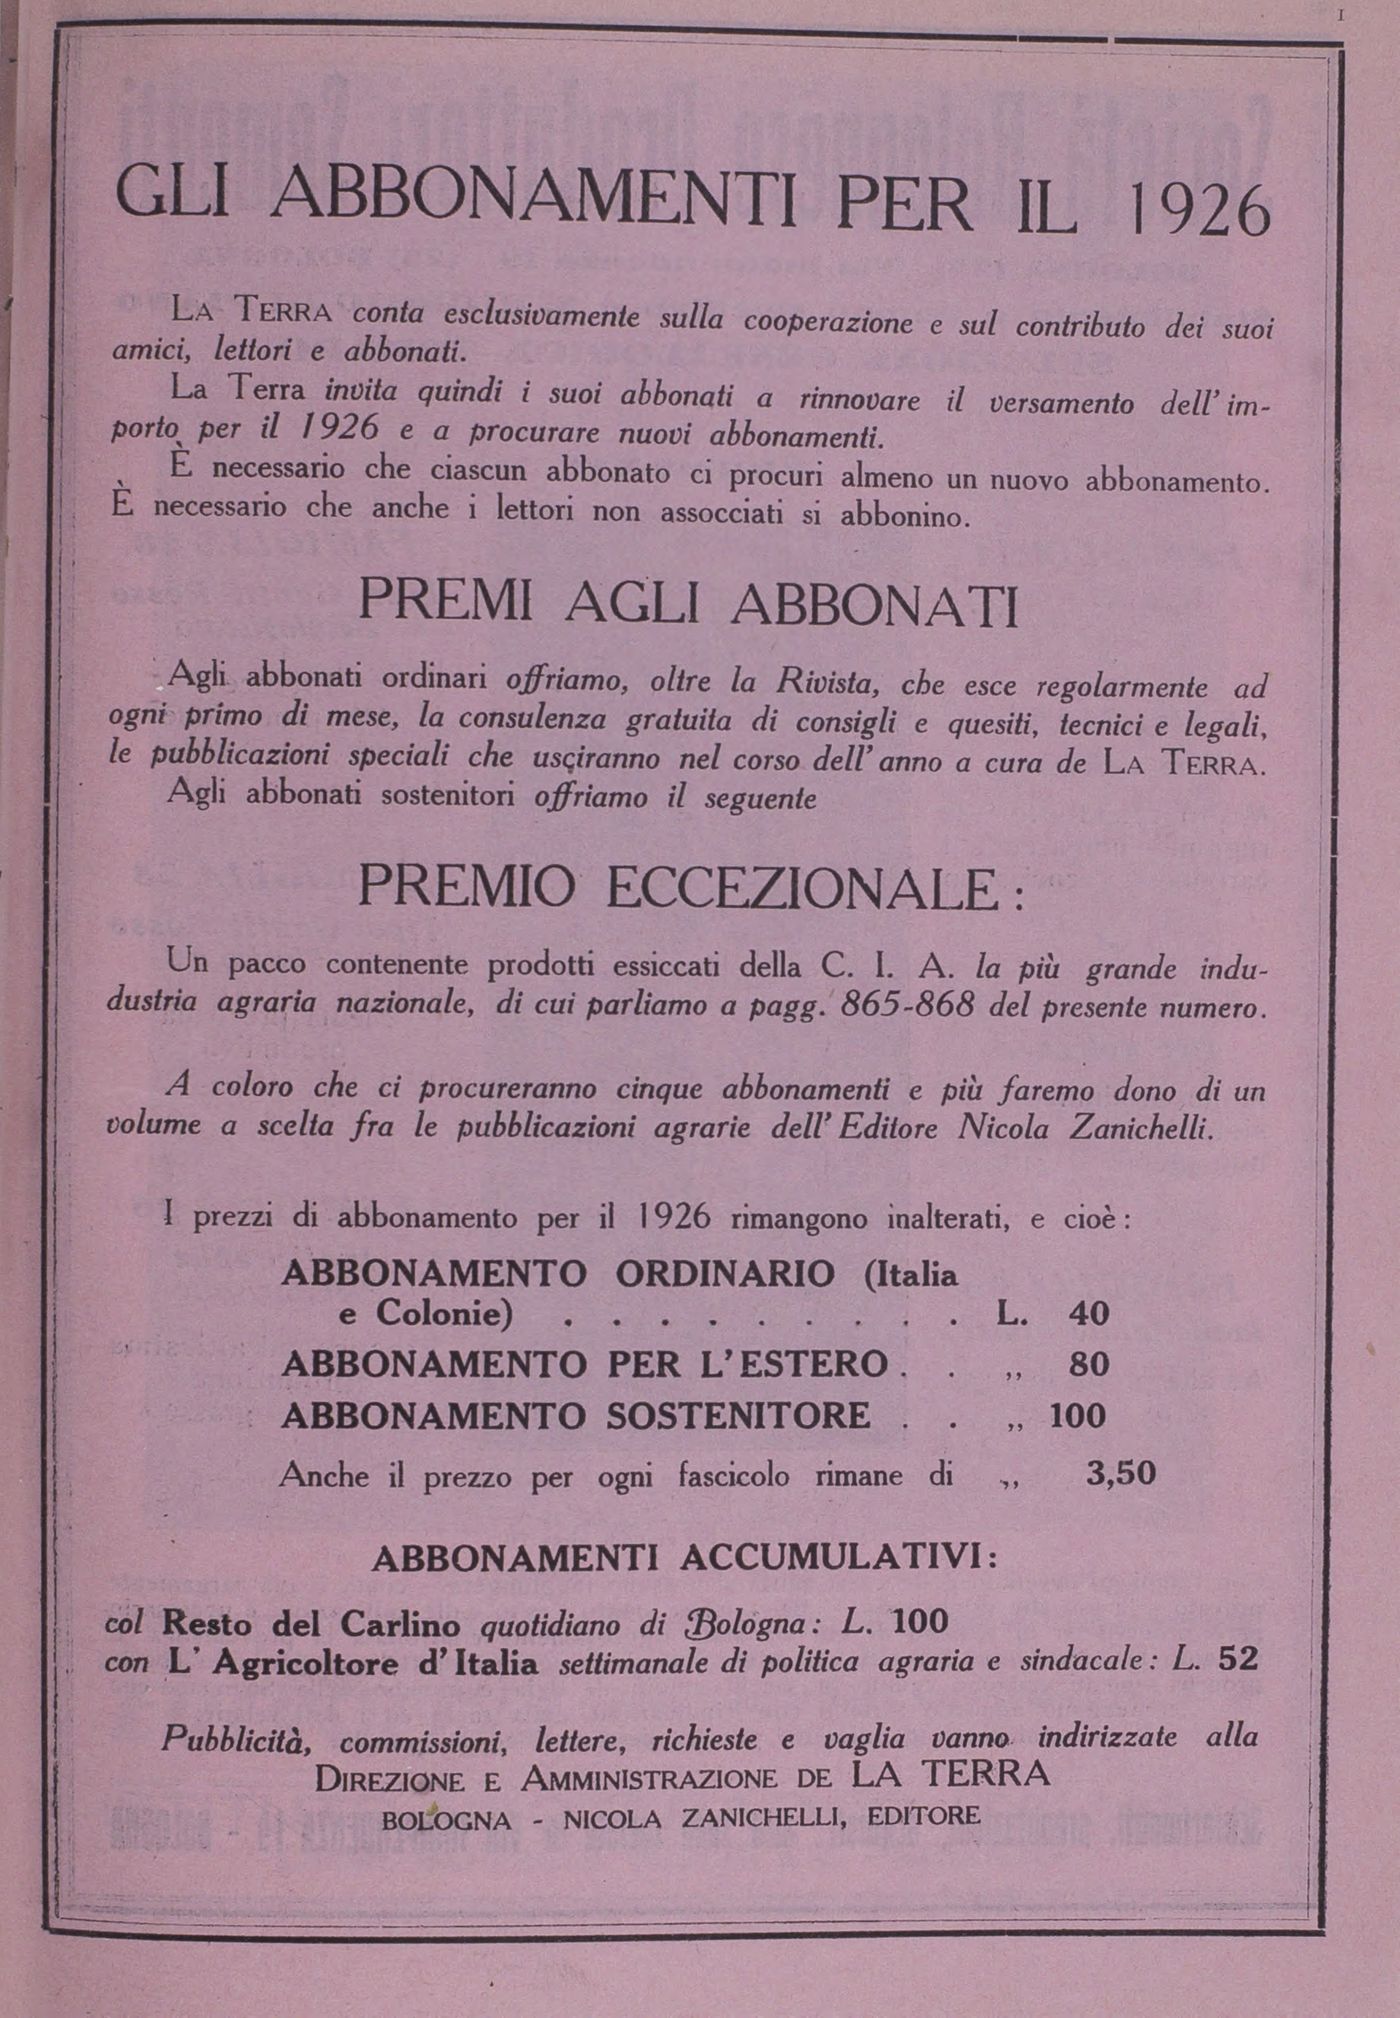 I
GLI ABBONAMENTI PER IL 1926
LA TERRA conta esclusivamente sulla cooperazione e sul contributo dei suoi
amici, lettori e abbonati.
La Terra invita quindi i suoi abbonati a rinnovare il versamento dell' im-
porto per il 1926 e a procurare nuovi abbonamenti.
È necessario che ciascun abbonato ci procuri almeno un nuovo abbonamento.
È necessario che anche i lettori non assocciati si abbonino.
PREMI AGLI ABBONATI
Agli abbonati ordinari offriamo, oltre la Rivista, che esce regolarmente ad
ogni primo di mese, la consulenza gratuita di consigli e quesiti, tecnici e legali,
le pubblicazioni speciali che usciranno nel corso dell' anno a cura de LA TERRA.
Agli abbonati sostenitori offriamo il seguente
PREMIO ECCEZIONALE :
Un pacco contenente prodotti essiccati della C. I. A. la più grande indu-
dustria agraria nazionale, di cui parliamo a pagg. 865-868 del presente numero.
A coloro che ci procureranno cinque abbonamenti e più faremo dono di un
volume a scelta fra le pubblicazioni agrarie dell' Editore Nicola Zanichelli.
I prezzi di abbonamento per il 1926 rimangono inalterati, e cioè :
ABBONAMENTO ORDINARIO (Italia
e Colonie) . . . . . . . . . L. 40
ABBONAMENTO PER L'ESTERO . . „ 80
ABBONAMENTO SOSTENITORE . . „ 100
Anche il prezzo per ogni fascicolo rimane di „ 3,50
ABBONAMENTI ACCUMULATIVI :
col Resto del Carlino quotidiano di Bologna : L. 100
con L' Agricoltore d' Italia settimanale di politica agraria e sindacale : L. 52
Pubblicità, commissioni, lettere, richieste e vaglia vanno indirizzate alla
DIREZIONE E AMMINISTRAZIONE DE LA TERRA
BOLOGNA - NICOLA ZANICHELLI, EDITORE